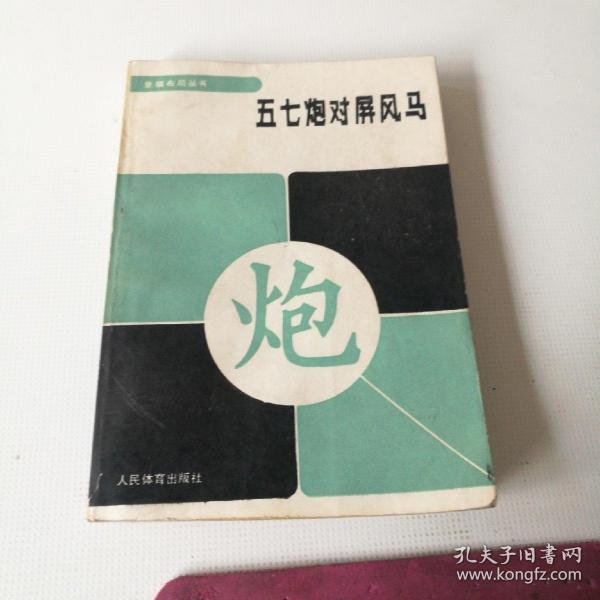 象棋布局丛书
五七炮对屏风马
炮
人民体育出版社
孔夫子旧书网
www.kongfz.com